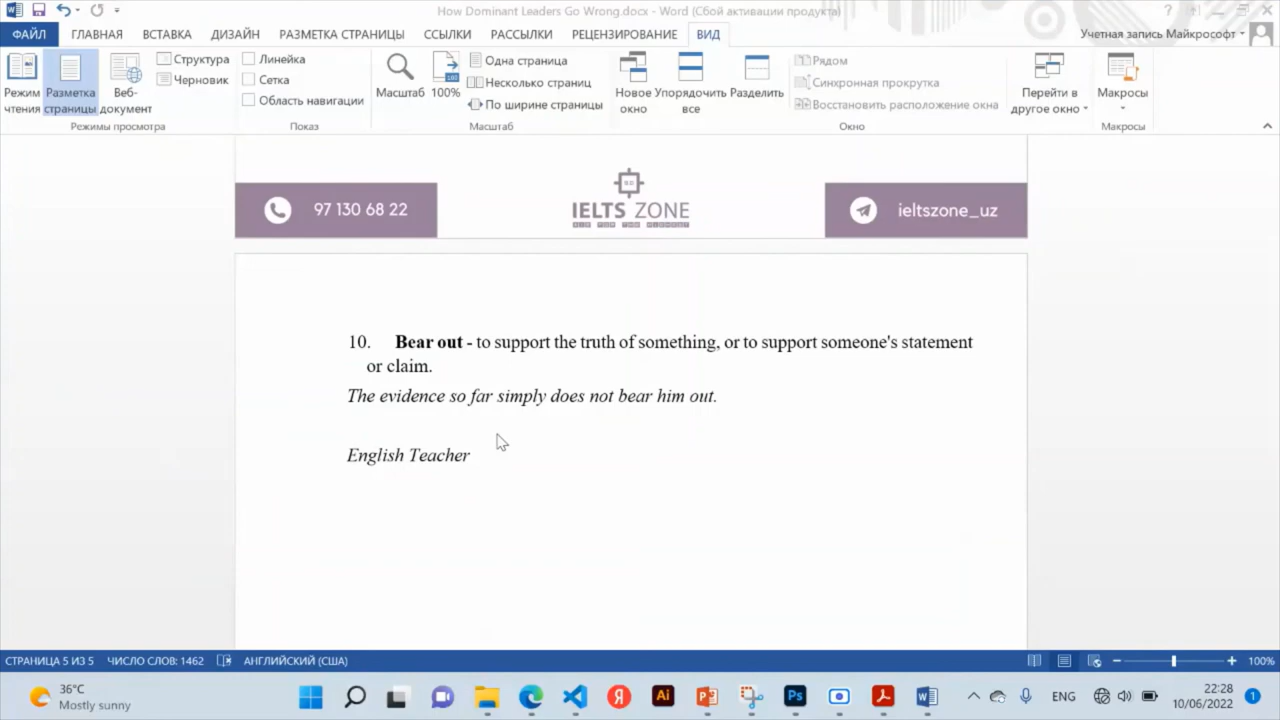 How Dominant Leaders Go Wrong.docx - Word (Сбой активации продукта)
?
ФАЙЛ ГЛАВНАЯ ВСТАВКА ДИЗАЙН РАЗМЕТКА СТРАНИЦЫ ССЫЛКИ РАССЫЛКИ РЕЦЕНЗИРОВАНИЕ ВИД Учетная запись Майкрософт
Режим чтения
Разметка страницы
Веб-документ
Структура
Черновик
Режимы просмотра
Линейка
Сетка
Область навигации
Показ
Масштаб
100%
Одна страница
Несколько страниц
По ширине страницы
Масштаб
Новое окно
Упорядочить все
Разделить
Рядом
Синхронная прокрутка
Восстановить расположение окна
Окно
Перейти в другое окно
Макросы
Макросы
97 130 68 22
IELTS ZONE
ieltszone_uz
10. Bear out - to support the truth of something, or to support someone's statement
or claim.
The evidence so far simply does not bear him out.
English Teacher
СТРАНИЦА 5 ИЗ 5 ЧИСЛО СЛОВ: 1462 АНГЛИЙСКИЙ (США) 100%
36°C
Mostly sunny
Я
Ai
Ps
ENG
22:28
10/06/2022
1